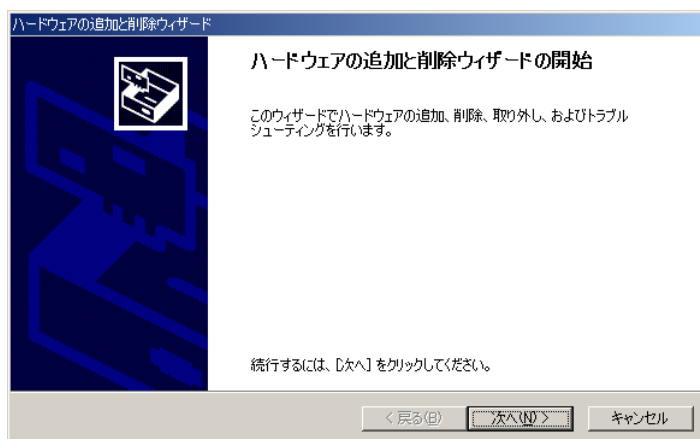 ハードウェアの追加と削除ウィザード
ハードウェアの追加と削除ウィザードの開始
このウィザードでハードウェアの追加、削除、取り外し、およびトラブル
シューティングを行います。
続行するには、[次へ] をクリックしてください。
< 戻る(B) 次へ(N) > キャンセル